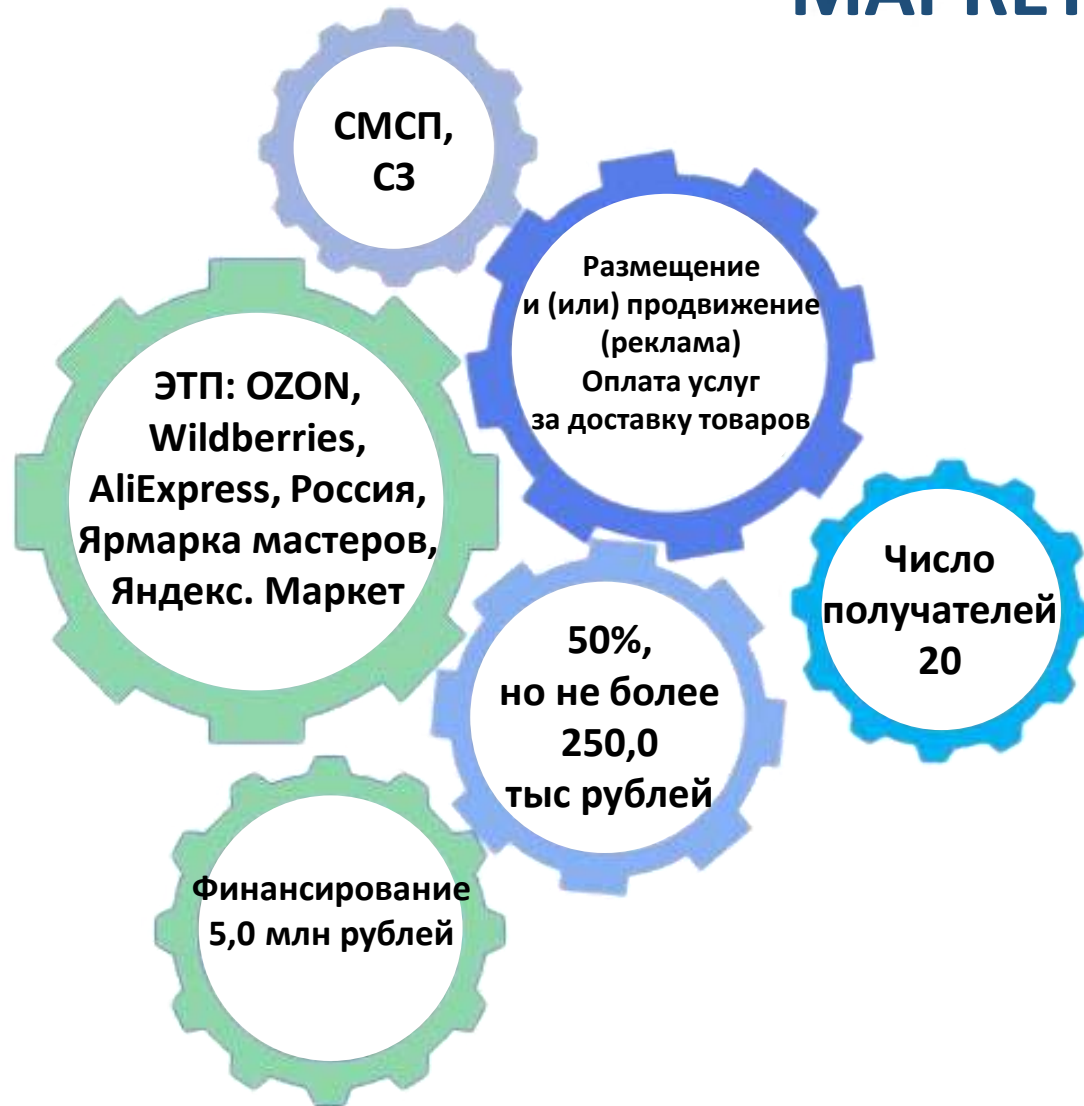 СМСП,
СЗ
Размещение
и (или) продвижение
(реклама)
Оплата услуг
за доставку товаров
ЭТП: OZON,
Wildberries,
AliExpress, Россия,
Ярмарка мастеров,
Яндекс. Маркет
Число
получателей
20
50%,
но не более
250,0
тыс рублей
Финансирование
5,0 млн рублей